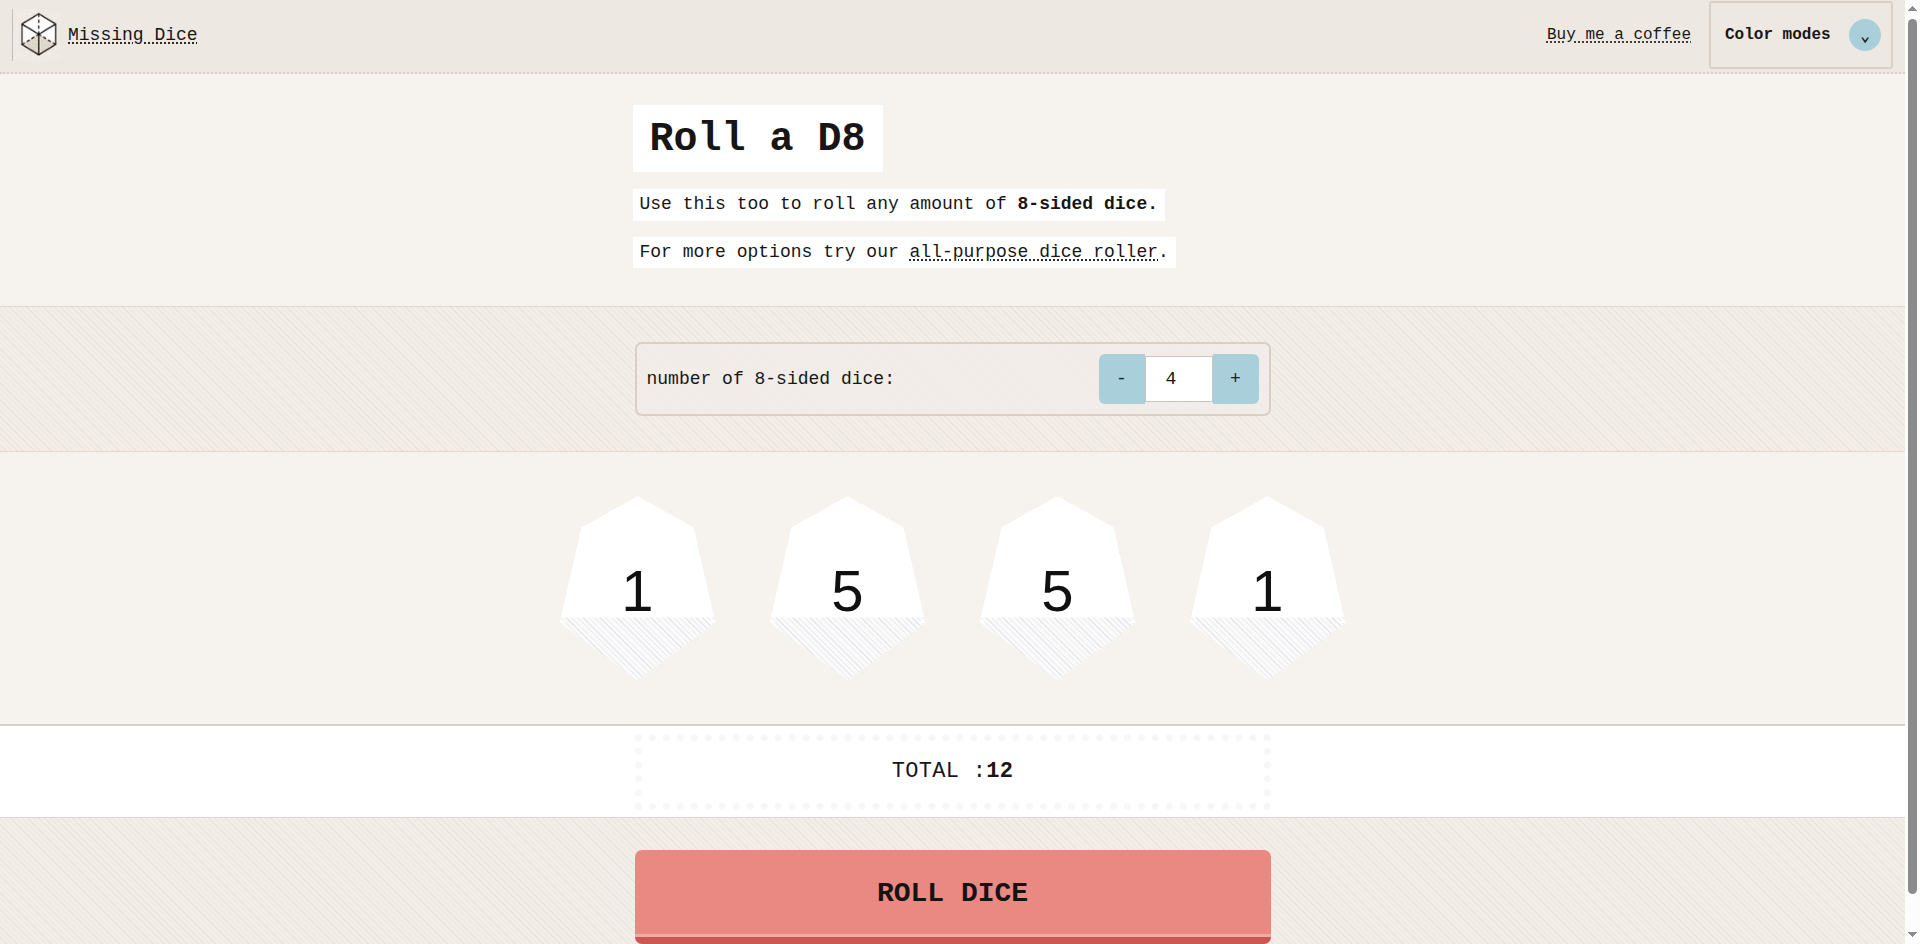 Missing Dice
Buy me a coffee
Color modes
Roll a D8
Use this too to roll any amount of 8-sided dice.
For more options try our all-purpose dice roller.
number of 8-sided dice:
- 4 +
1 5 5 1
TOTAL :12
ROLL DICE